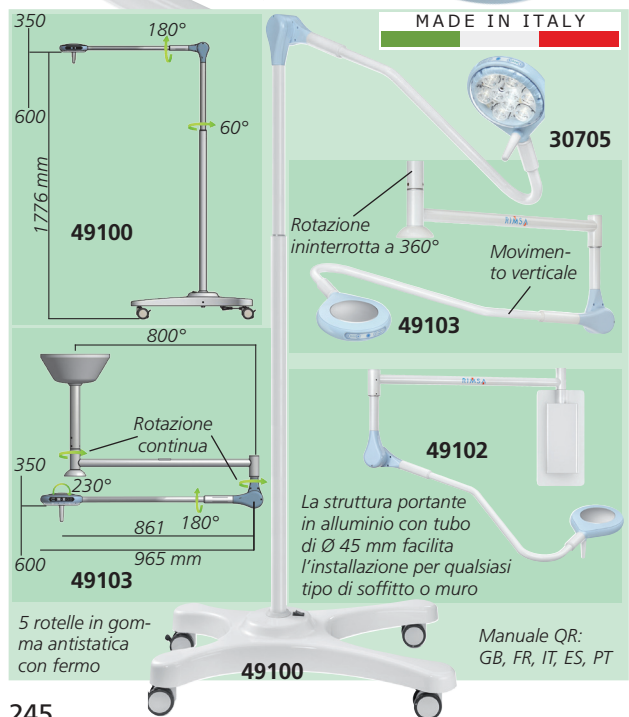 350
180°
MADE IN ITALY
600
60°
30705
1776 mm
49100
Rotazione
ininterrotta a 360°
RIMSA
Movimen-
to verticale
49103
800°
Rotazione
continua
350
230°
180°
861
965 mm
600
49103
RIMSA
49102
La struttura portante
in alluminio con tubo
di Ø 45 mm facilita
l'installazione per qualsiasi
tipo di soffitto o muro
5 rotelle in gom-
ma antistatica
con fermo
49100
Manuale QR:
GB, FR, IT, ES, PT
245